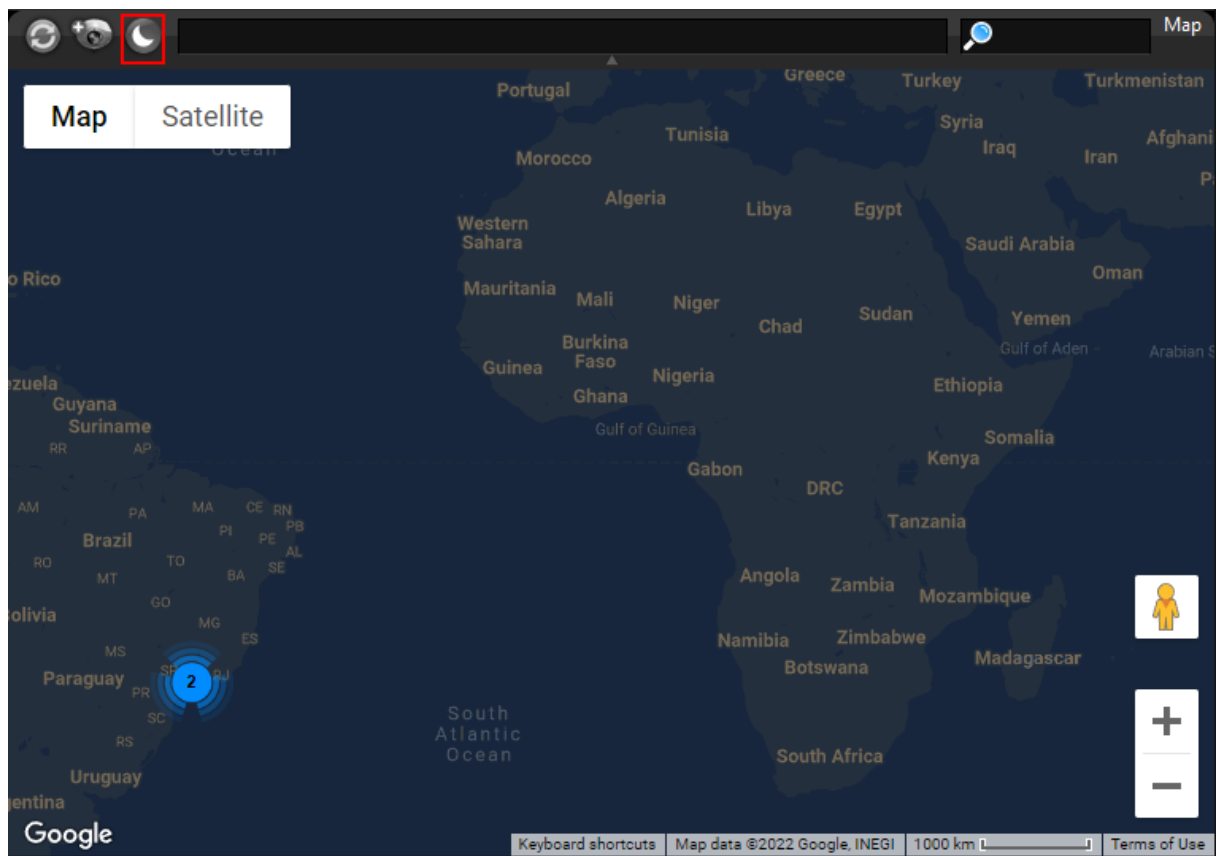 Map
Map Satellite
Ocean
Portugal
Greece
Turkey
Turkmenistan
Tunisia
Syria
Morocco
Iraq
Iran
Afghani
Algeria
Libya
Egypt
P
Western
Sahara
Saudi Arabia
o Rico
Oman
Mauritania
Mali
Niger
Chad
Sudan
Yemen
Burkina
Faso
Gulf of Aden
Arabian S
Guinea
Nigeria
ezuela
Ethiopia
Guyana
Ghana
Suriname
Gulf of Guinea
Somalia
RR
AP
Kenya
Gabon
DRC
AM
PA
MA
CE
RN
PB
PI
PE
Tanzania
Brazil
AL
RO
TO
SE
MT
BA
Angola
Zambia
Mozambique
GO
olivia
MG
ES
Namibia
Zimbabwe
MS
Botswana
Madagascar
Paraguay
SP
2
RJ
PR
SC
South
Atlantic
Ocean
RS
South Africa
Uruguay
gentina
Google
Keyboard shortcuts Map data ©2022 Google, INEGI 1000 km Terms of Use